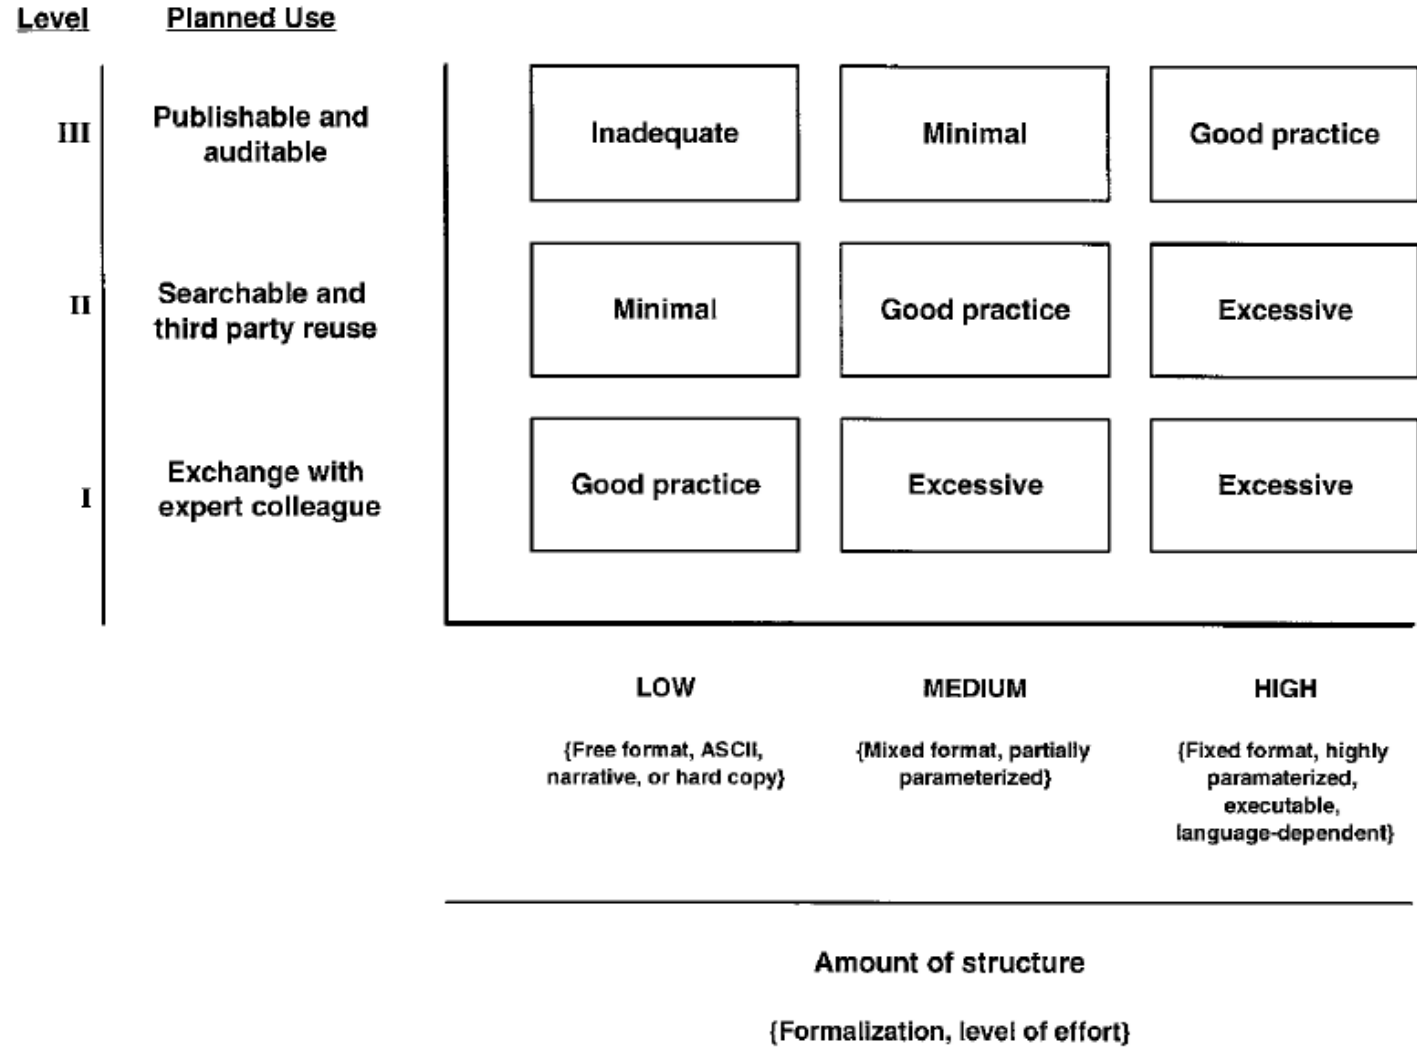 Level Planned Use
III Publishable and
auditable
Inadequate Minimal Good practice
II Searchable and
third party reuse
Minimal Good practice Excessive
I Exchange with
expert colleague
Good practice Excessive Excessive
LOW MEDIUM HIGH
{Free format, ASCII,
narrative, or hard copy}
{Mixed format, partially
parameterized}
{Fixed format, highly
paramaterized,
executable,
language-dependent}
Amount of structure
{Formalization, level of effort}